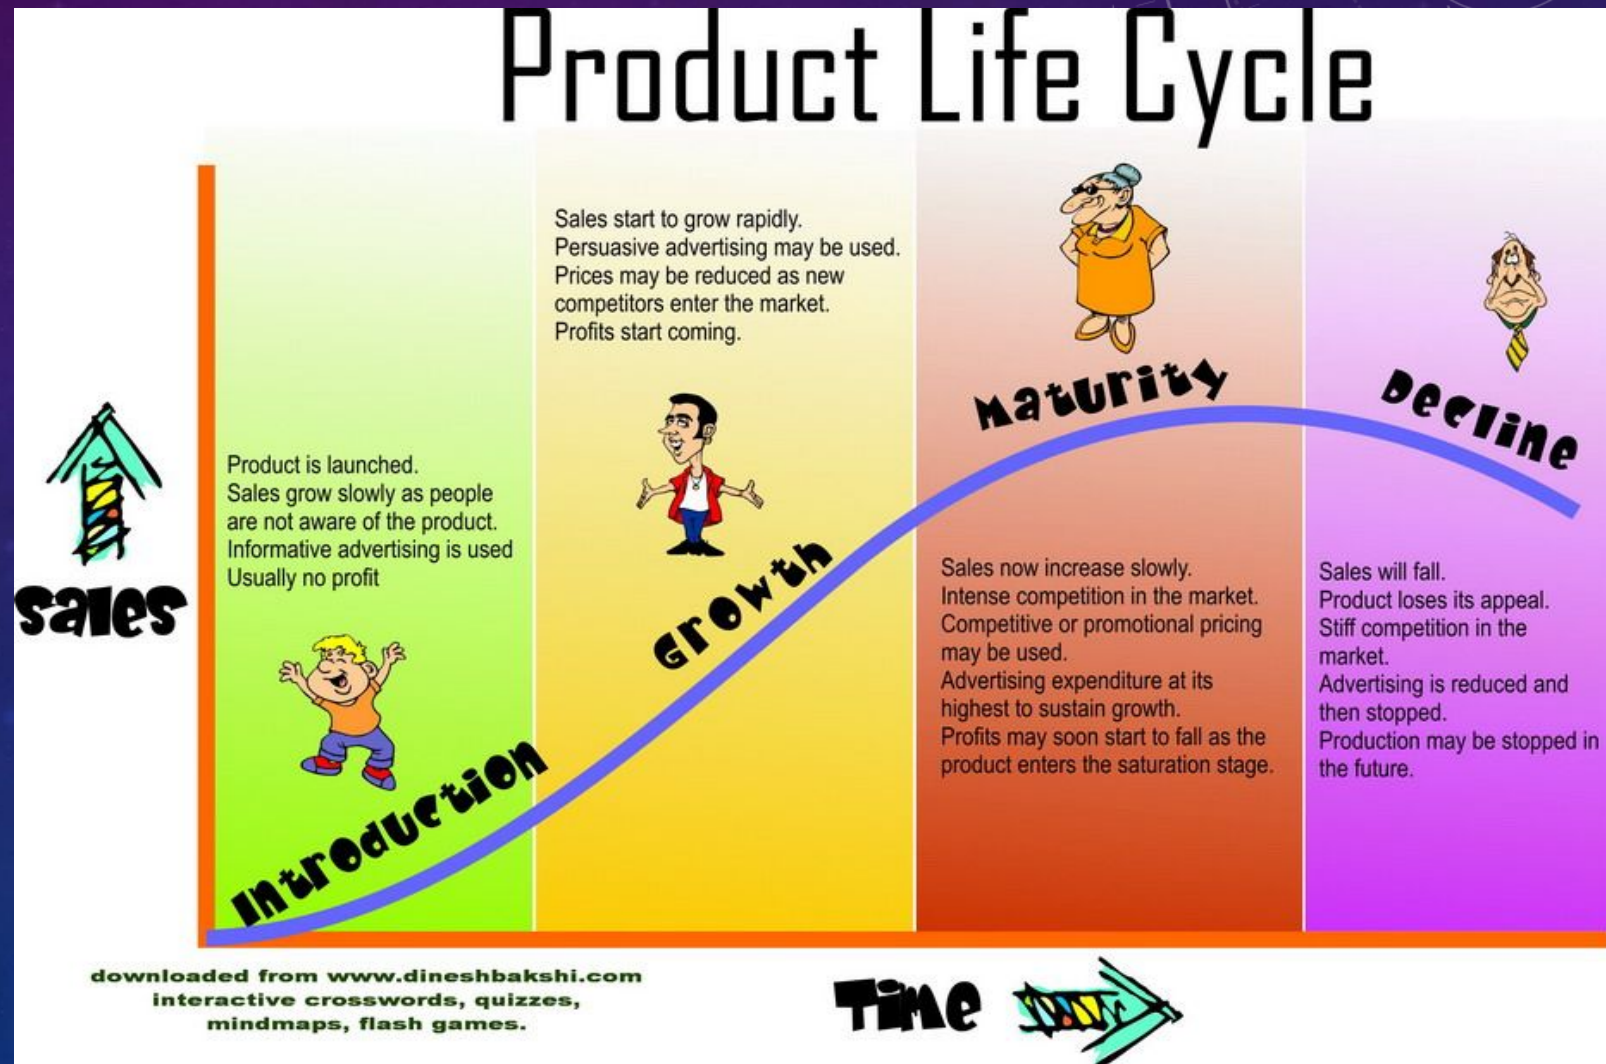 Product Life Cycle
Sales start to grow rapidly.
Persuasive advertising may be used.
Prices may be reduced as new
competitors enter the market.
Profits start coming.
Maturity
Decline
Product is launched.
Sales grow slowly as people
are not aware of the product.
Informative advertising is used
Usually no profit
Sales
Growth
Sales now increase slowly.
Intense competition in the market.
Competitive or promotional pricing
may be used.
Advertising expenditure at its
highest to sustain growth.
Profits may soon start to fall as the
product enters the saturation stage.
Sales will fall.
Product loses its appeal.
Stiff competition in the
market.
Advertising is reduced and
then stopped.
Production may be stopped in
the future.
Introduction
downloaded from www.dineshbakshi.com
interactive crosswords, quizzes,
mindmaps, flash games.
Time